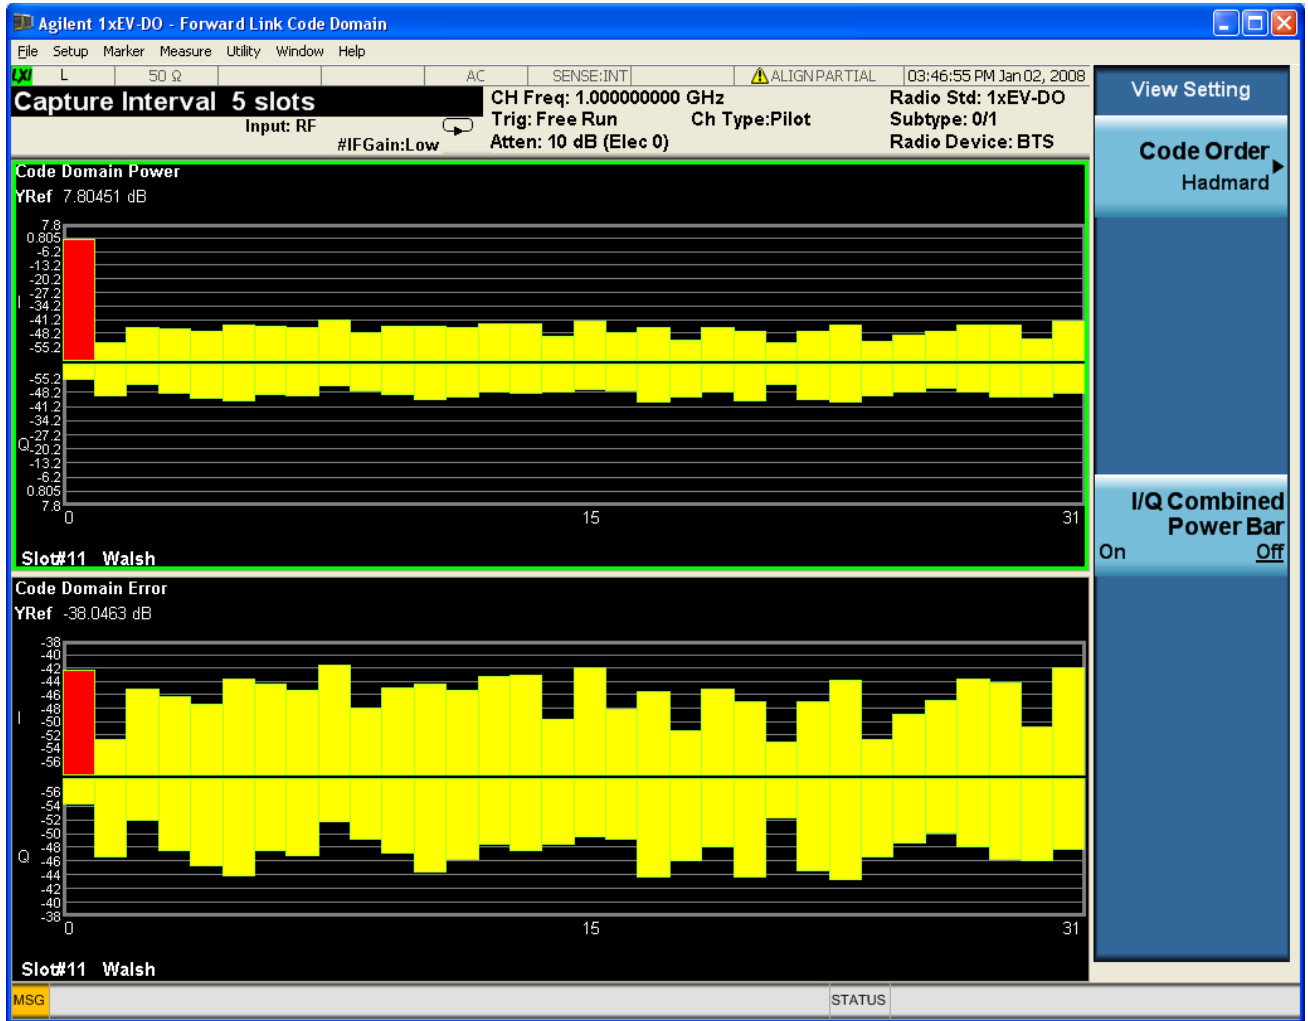 Agilent 1xEV-DO - Forward Link Code Domain
File Setup Marker Measure Utility Window Help
LXI L 50 Ω AC SENSE:INT ALIGN PARTIAL 03:46:55 PM Jan 02, 2008
Capture Interval 5 slots
Input: RF
#IFGain:Low
CH Freq: 1.000000000 GHz
Trig: Free Run Ch Type:Pilot
Atten: 10 dB (Elec 0)
Radio Std: 1xEV-DO
Subtype: 0/1
Radio Device: BTS
View Setting
Code Order
Hadmard
I/Q Combined
Power Bar
On Off
Code Domain Power
YRef 7.80451 dB
7.8
0.805
-6.2
-13.2
-20.2
-27.2
I
-34.2
-41.2
-48.2
-55.2
-55.2
-48.2
-41.2
-34.2
-27.2
Q
-20.2
-13.2
-6.2
0.805
7.8
0 15 31
Slot#11 Walsh
Code Domain Error
YRef -38.0463 dB
-38
-40
-42
-44
-46
-48
I
-50
-52
-54
-56
-56
-54
-52
-50
-48
Q
-46
-44
-42
-40
-38
0 15 31
Slot#11 Walsh
MSG STATUS